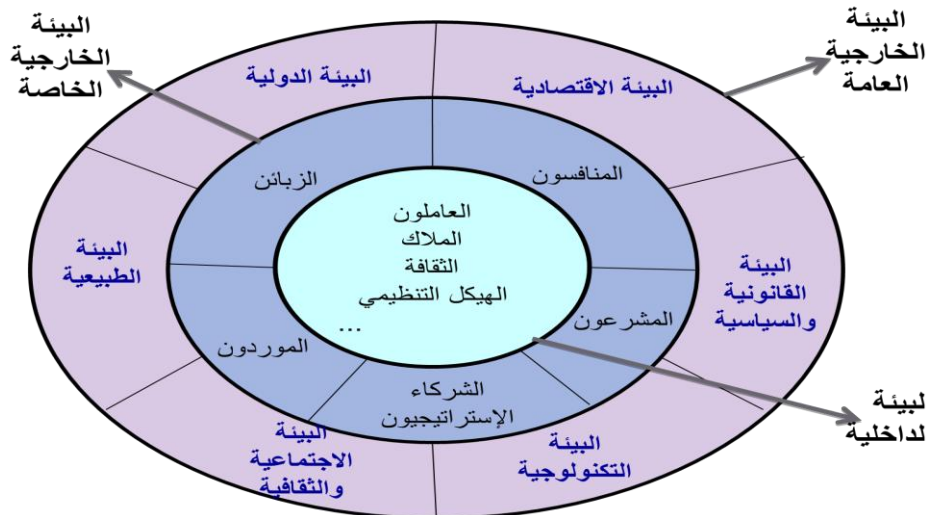 البيئة
الخارجية
العامة
البيئة
الخارجية
الخاصة
البيئة الاقتصادية
البيئة الدولية
المنافسون
الزبائن
العاملون
الملاك
الثقافة
الهيكل التنظيمي
...
البيئة
القانونية
والسياسية
البيئة
الطبيعية
المشرعون
الموردون
الشركاء
الإستراتيجيون
البيئة
التكنولوجية
البيئة
الاجتماعية
والثقافية
لبيئة
لداخلية